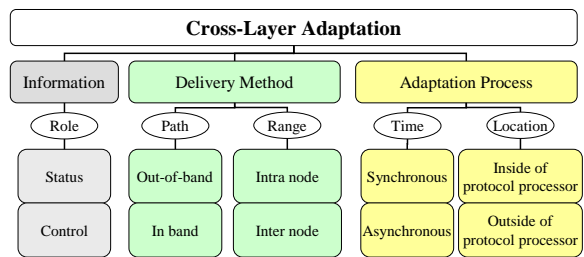 Cross-Layer Adaptation
Information
Delivery Method
Adaptation Process
Role
Path
Range
Time
Location
Status
Out-of-band
Intra node
Synchronous
Inside of
protocol processor
Control
In band
Inter node
Asynchronous
Outside of
protocol processor